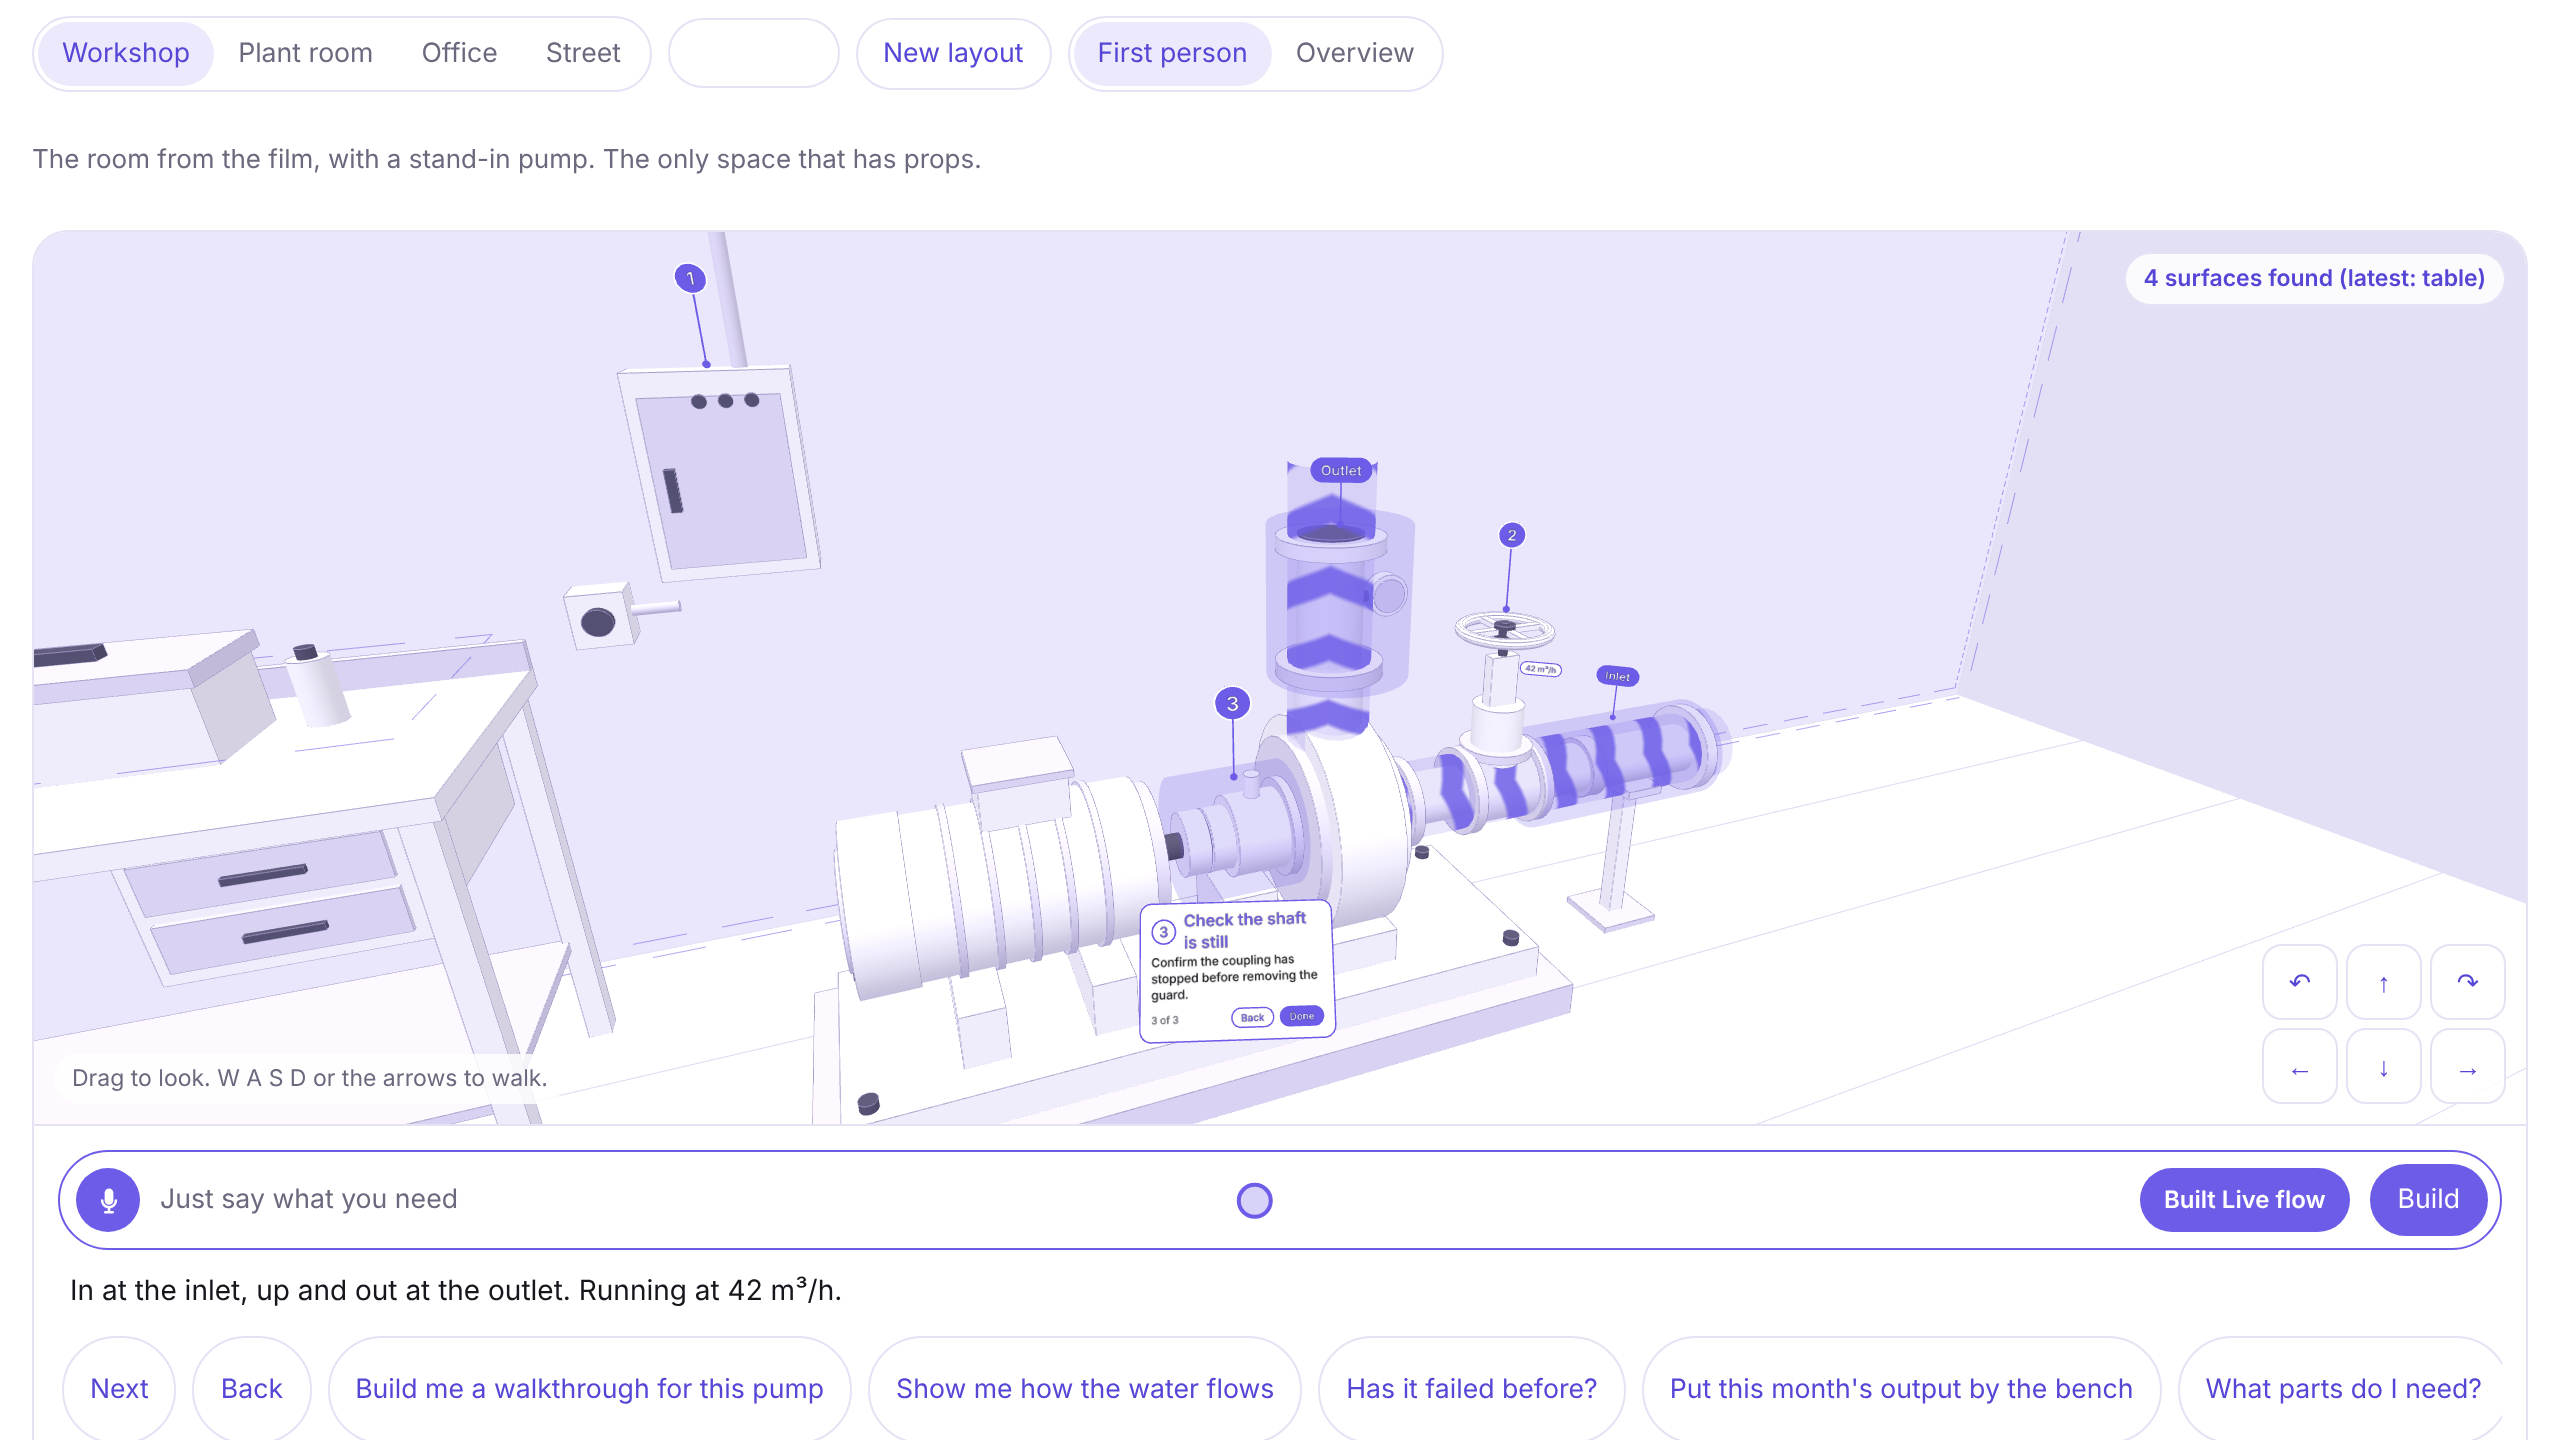 Workshop
Plant room
Office
Street
New layout
First person
Overview
The room from the film, with a stand-in pump. The only space that has props.
4 surfaces found (latest: table)
1
Outlet
2
42 m³/h
Inlet
3
3
Check the shaft
is still
Confirm the coupling has
stopped before removing the
guard.
3 of 3
Back
Done
Drag to look. W A S D or the arrows to walk.
↶ ↑ ↷
← ↓ →
Just say what you need
Built Live flow
Build
In at the inlet, up and out at the outlet. Running at 42 m³/h.
Next
Back
Build me a walkthrough for this pump
Show me how the water flows
Has it failed before?
Put this month's output by the bench
What parts do I need?